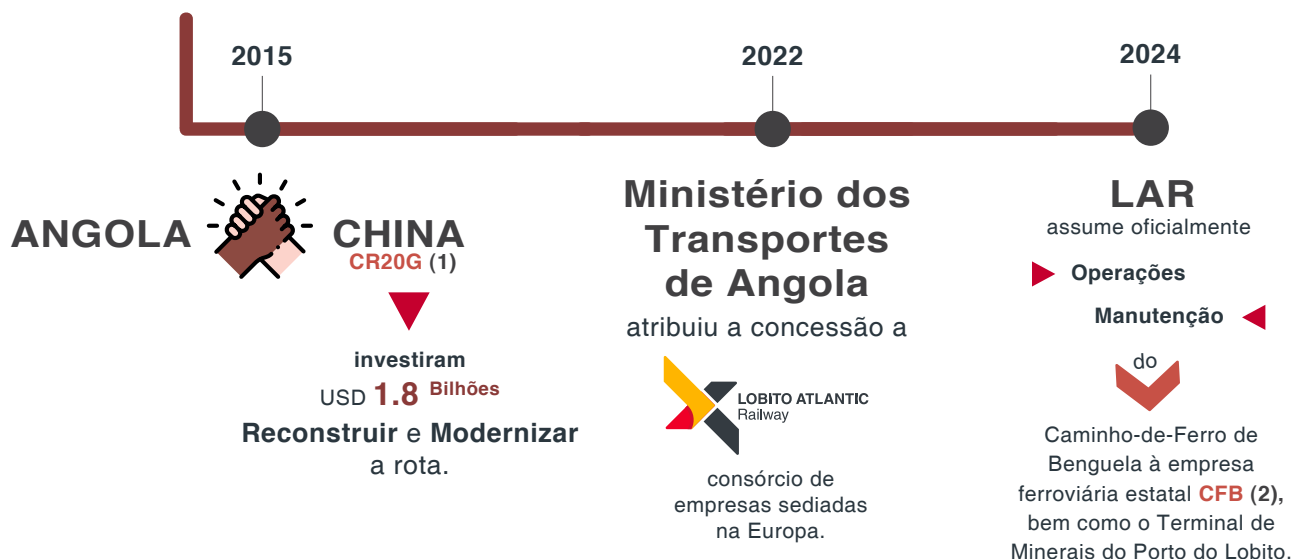 2015
2022
2024
ANGOLA
CHINA
CR20G (1)
investiram
USD 1.8 Bilhões
Reconstruir e Modernizar
a rota.
Ministério dos
Transportes
de Angola
atribuiu a concessão a
LOBITO ATLANTIC
Railway
consórcio de
empresas sediadas
na Europa.
LAR
assume oficialmente
Operações
Manutenção
do
Caminho-de-Ferro de
Benguela à empresa
ferroviária estatal CFB (2),
bem como o Terminal de
Minerais do Porto do Lobito.